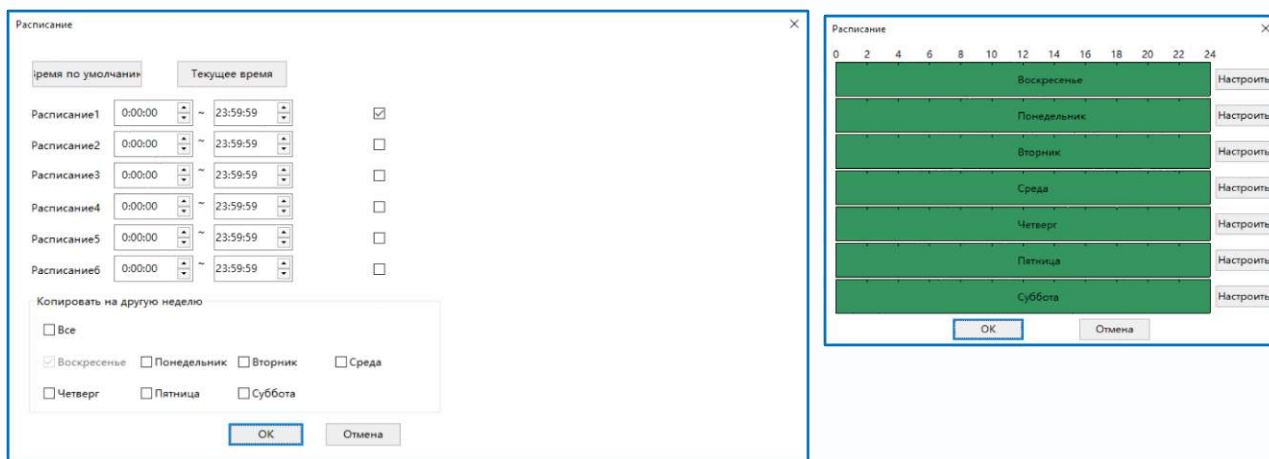 Расписание
время по умолчани
Текущее время
Расписание1 0:00:00 ~ 23:59:59
Расписание2 0:00:00 ~ 23:59:59
Расписание3 0:00:00 ~ 23:59:59
Расписание4 0:00:00 ~ 23:59:59
Расписание5 0:00:00 ~ 23:59:59
Расписание6 0:00:00 ~ 23:59:59
Копировать на другую неделю
Все
Воскресенье Понедельник Вторник Среда
Четверг Пятница Суббота
OK Отмена
Расписание
0 2 4 6 8 10 12 14 16 18 20 22 24
Воскресенье Настроить
Понедельник Настроить
Вторник Настроить
Среда Настроить
Четверг Настроить
Пятница Настроить
Суббота Настроить
OK Отмена